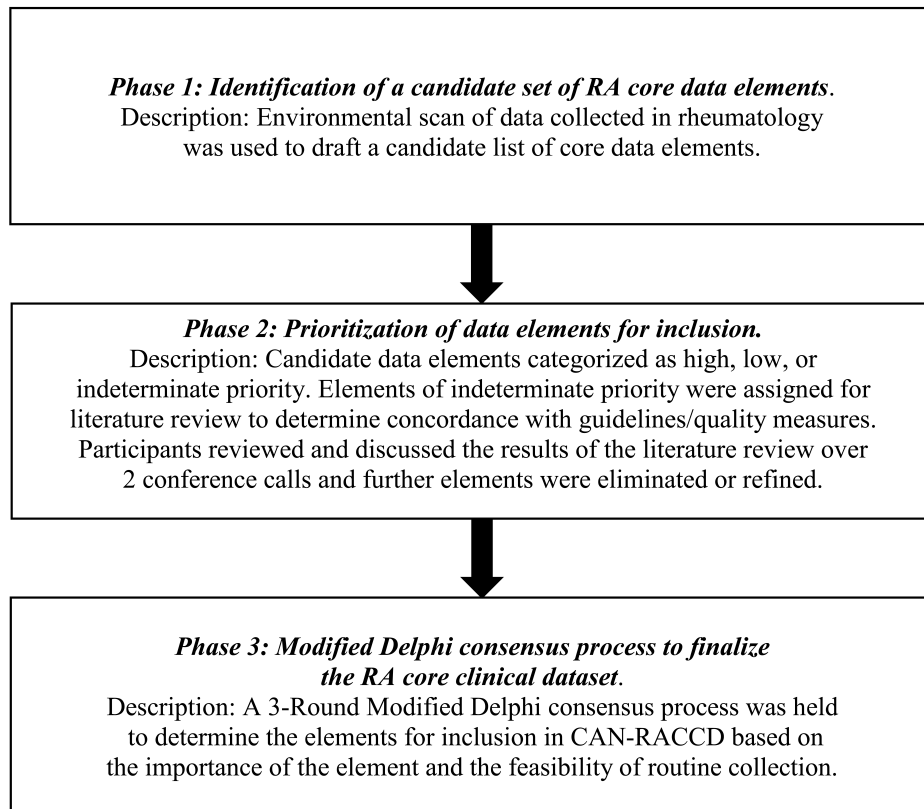 Phase 1: Identification of a candidate set of RA core data elements.
Description: Environmental scan of data collected in rheumatology
was used to draft a candidate list of core data elements.
Phase 2: Prioritization of data elements for inclusion.
Description: Candidate data elements categorized as high, low, or
indeterminate priority. Elements of indeterminate priority were assigned for
literature review to determine concordance with guidelines/quality measures.
Participants reviewed and discussed the results of the literature review over
2 conference calls and further elements were eliminated or refined.
Phase 3: Modified Delphi consensus process to finalize
the RA core clinical dataset.
Description: A 3-Round Modified Delphi consensus process was held
to determine the elements for inclusion in CAN-RACCD based on
the importance of the element and the feasibility of routine collection.